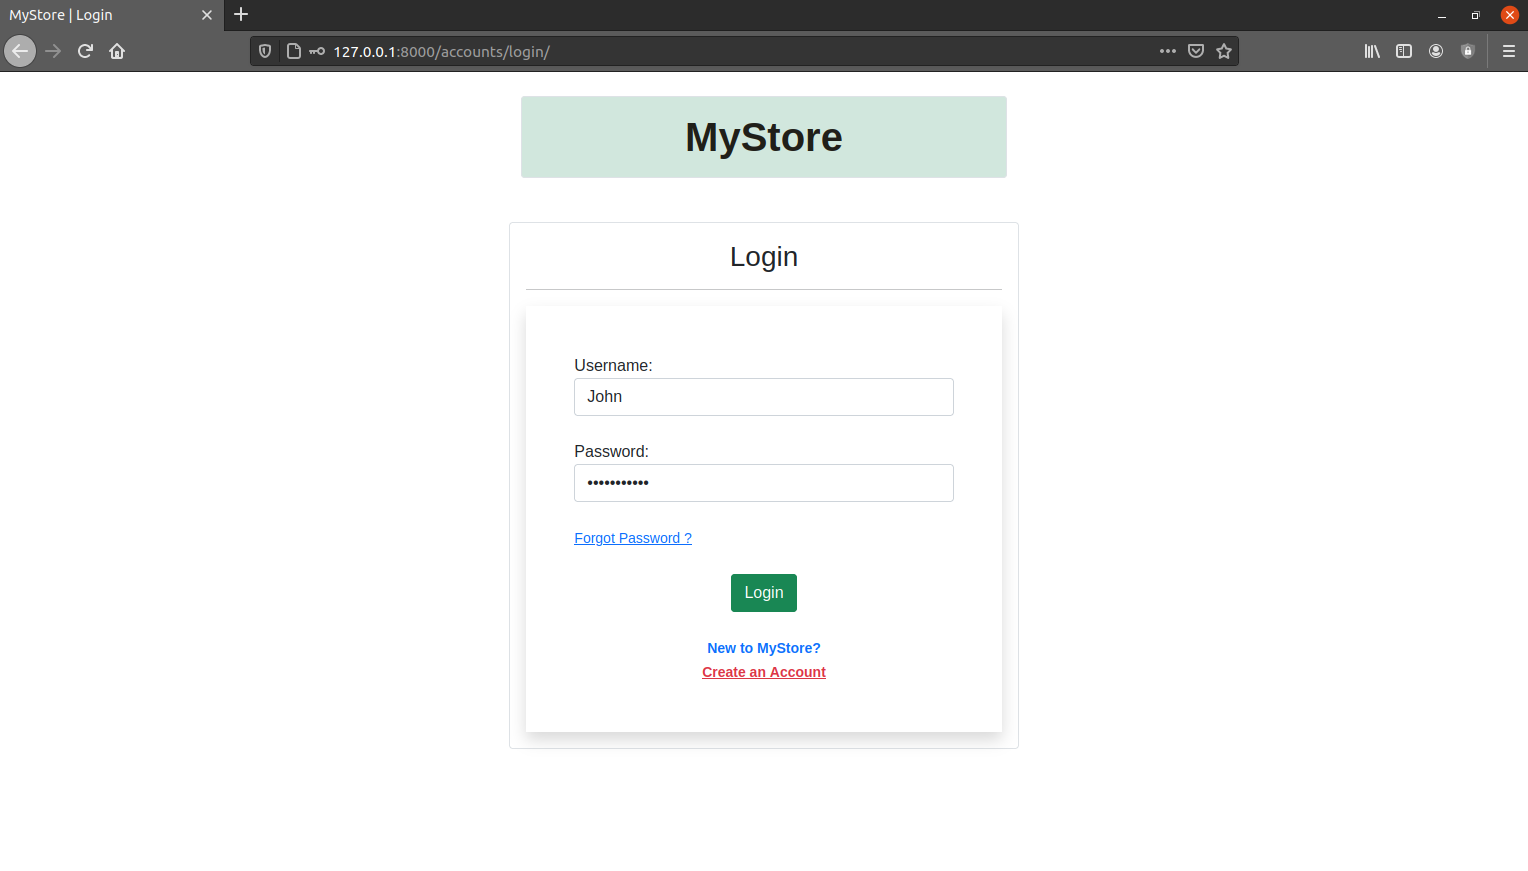 MyStore | Login
127.0.0.1:8000/accounts/login/
MyStore
Login
Username:
John
Password:
•••••••••••
Forgot Password ?
Login
New to MyStore?
Create an Account